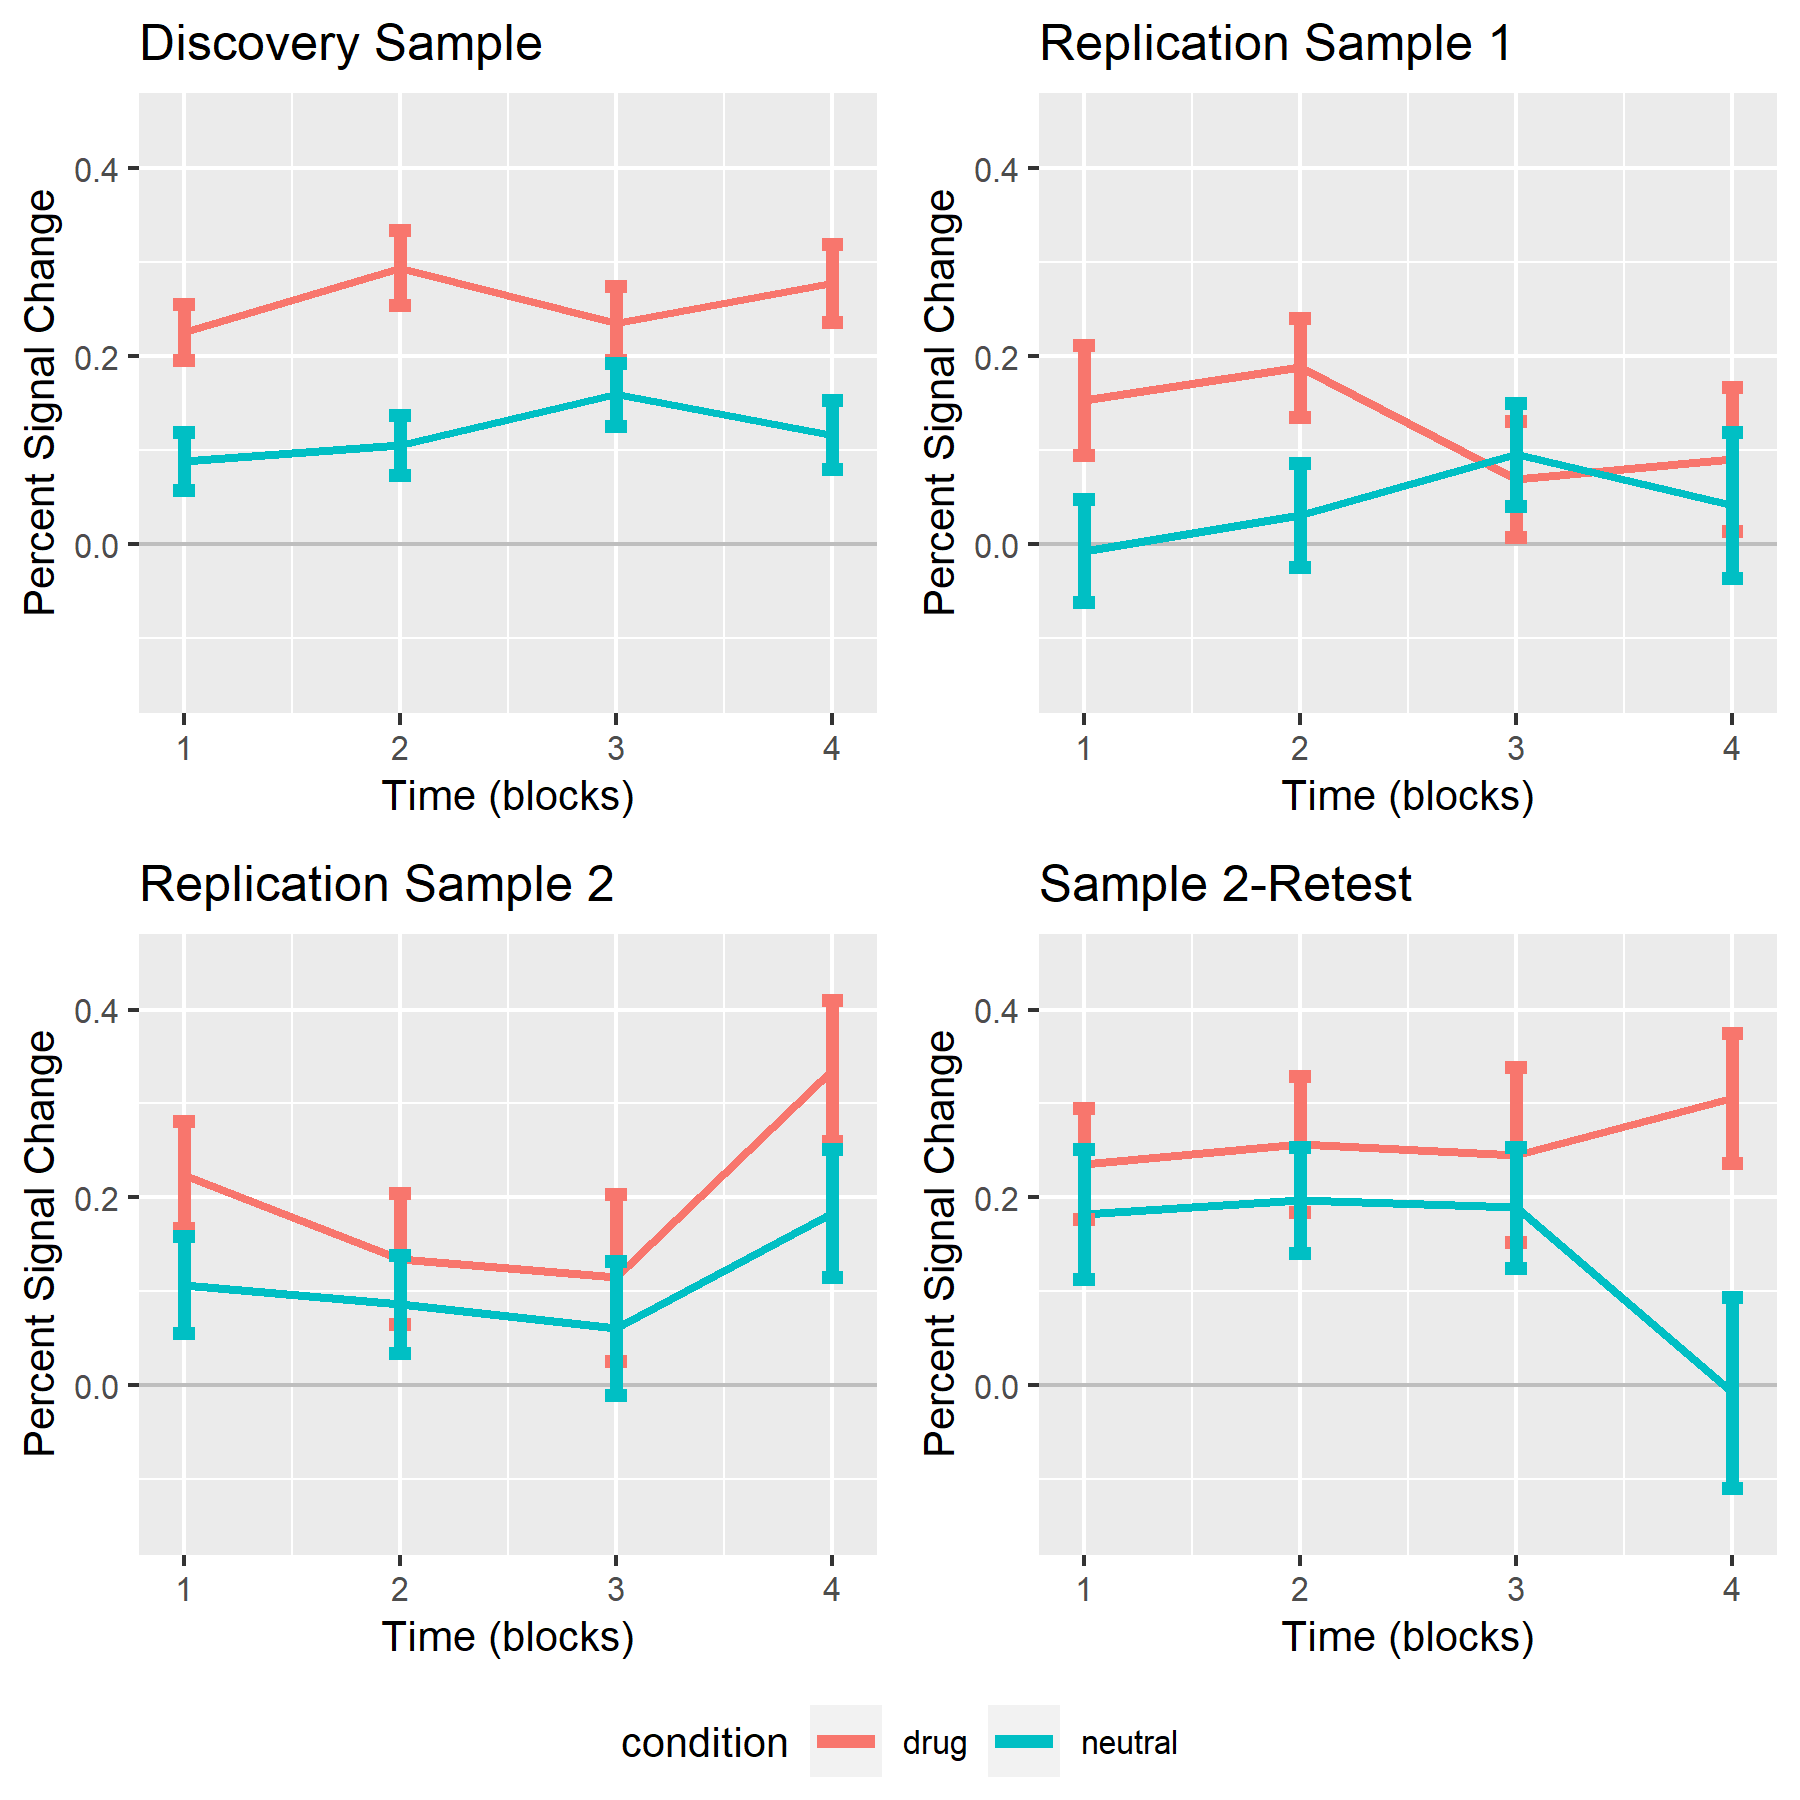 Discovery Sample
Percent Signal Change
0.4
0.2
0.0
1 2 3 4
Time (blocks)
Replication Sample 1
Percent Signal Change
0.4
0.2
0.0
1 2 3 4
Time (blocks)
Replication Sample 2
Percent Signal Change
0.4
0.2
0.0
1 2 3 4
Time (blocks)
Sample 2-Retest
Percent Signal Change
0.4
0.2
0.0
1 2 3 4
Time (blocks)
condition drug neutral